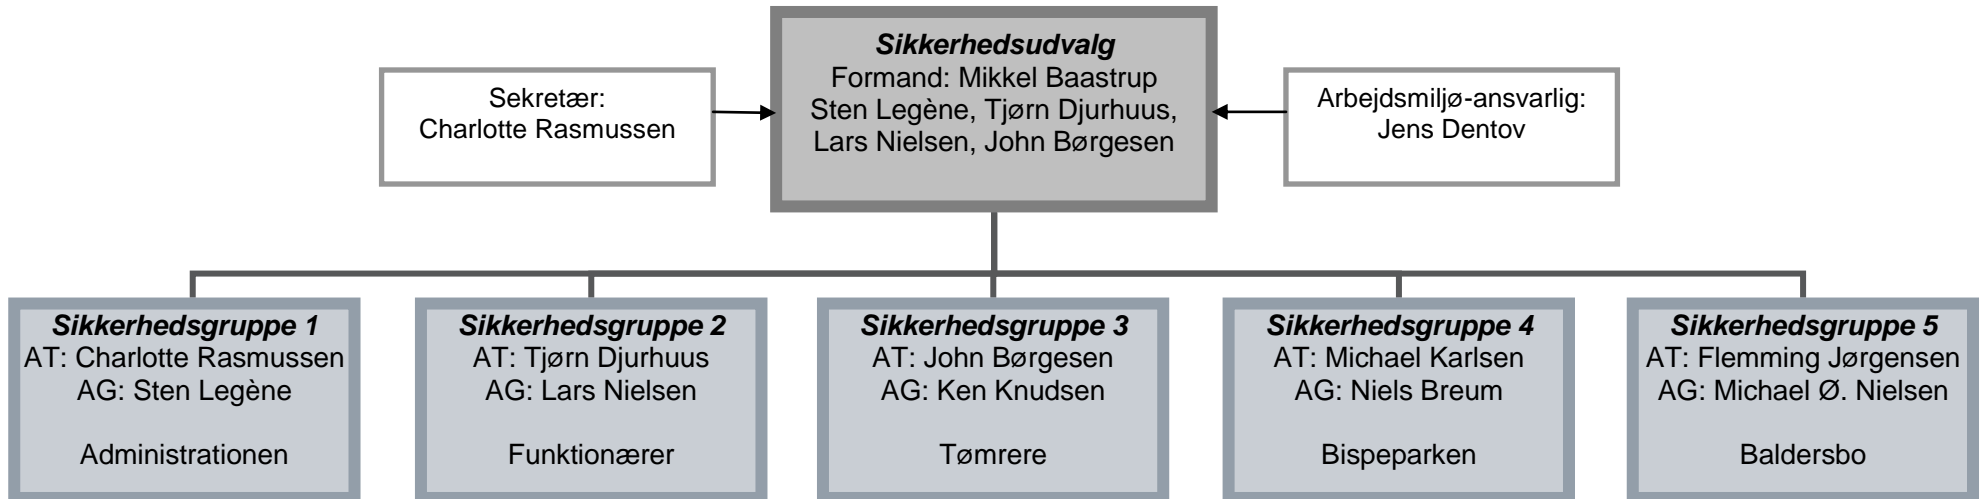 Sikkerhedsudvalg
Formand: Mikkel Baastrup
Sten Legène, Tjørn Djurhuus,
Lars Nielsen, John Børgesen
Sekretær:
Charlotte Rasmussen
Arbejdsmiljø-ansvarlig:
Jens Dentov
Sikkerhedsgruppe 1
AT: Charlotte Rasmussen
AG: Sten Legène
Administrationen
Sikkerhedsgruppe 2
AT: Tjørn Djurhuus
AG: Lars Nielsen
Funktionærer
Sikkerhedsgruppe 3
AT: John Børgesen
AG: Ken Knudsen
Tømrere
Sikkerhedsgruppe 4
AT: Michael Karlsen
AG: Niels Breum
Bispeparken
Sikkerhedsgruppe 5
AT: Flemming Jørgensen
AG: Michael Ø. Nielsen
Baldersbo